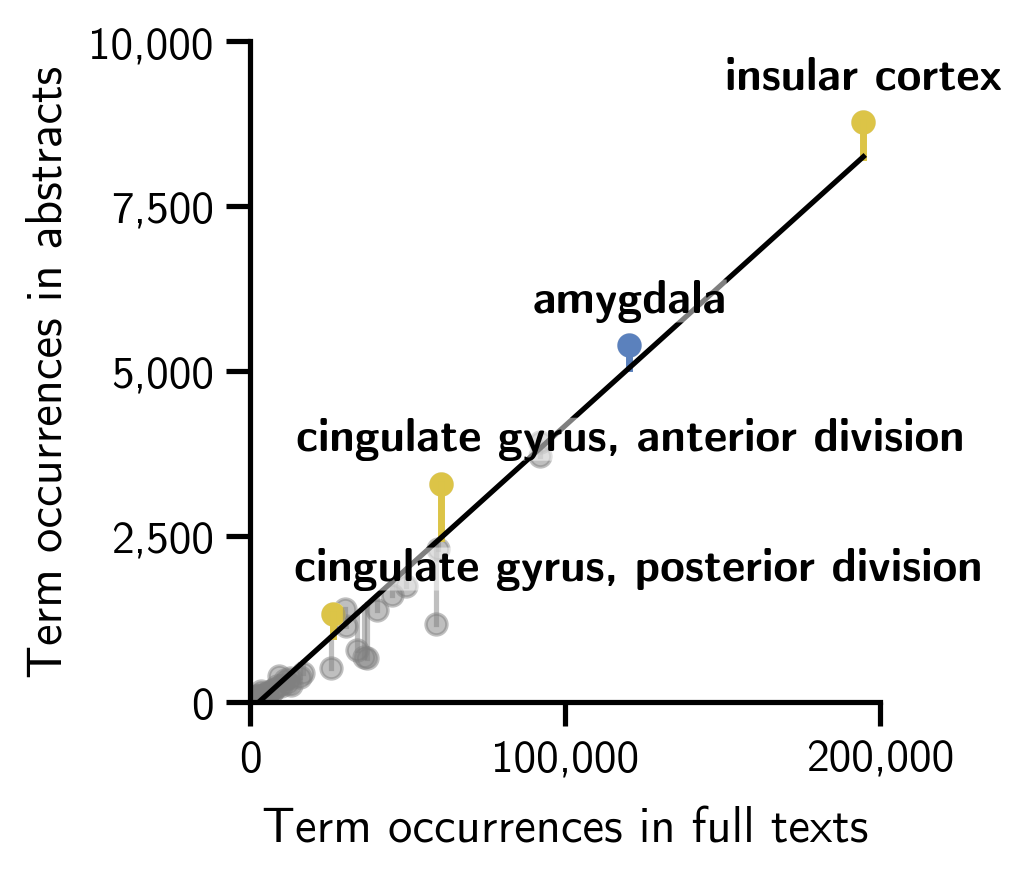 10,000
insular cortex
7,500
amygdala
5,000
cingulate gyrus, anterior division
2,500
cingulate gyrus, posterior division
0
0
100,000
200,000
Term occurrences in full texts
Term occurrences in abstracts